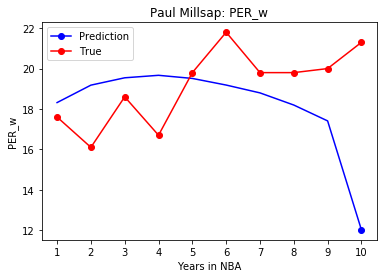 Paul Millsap: PER_w
Prediction
True
PER_w
22
20
18
16
14
12
1 2 3 4 5 6 7 8 9 10
Years in NBA